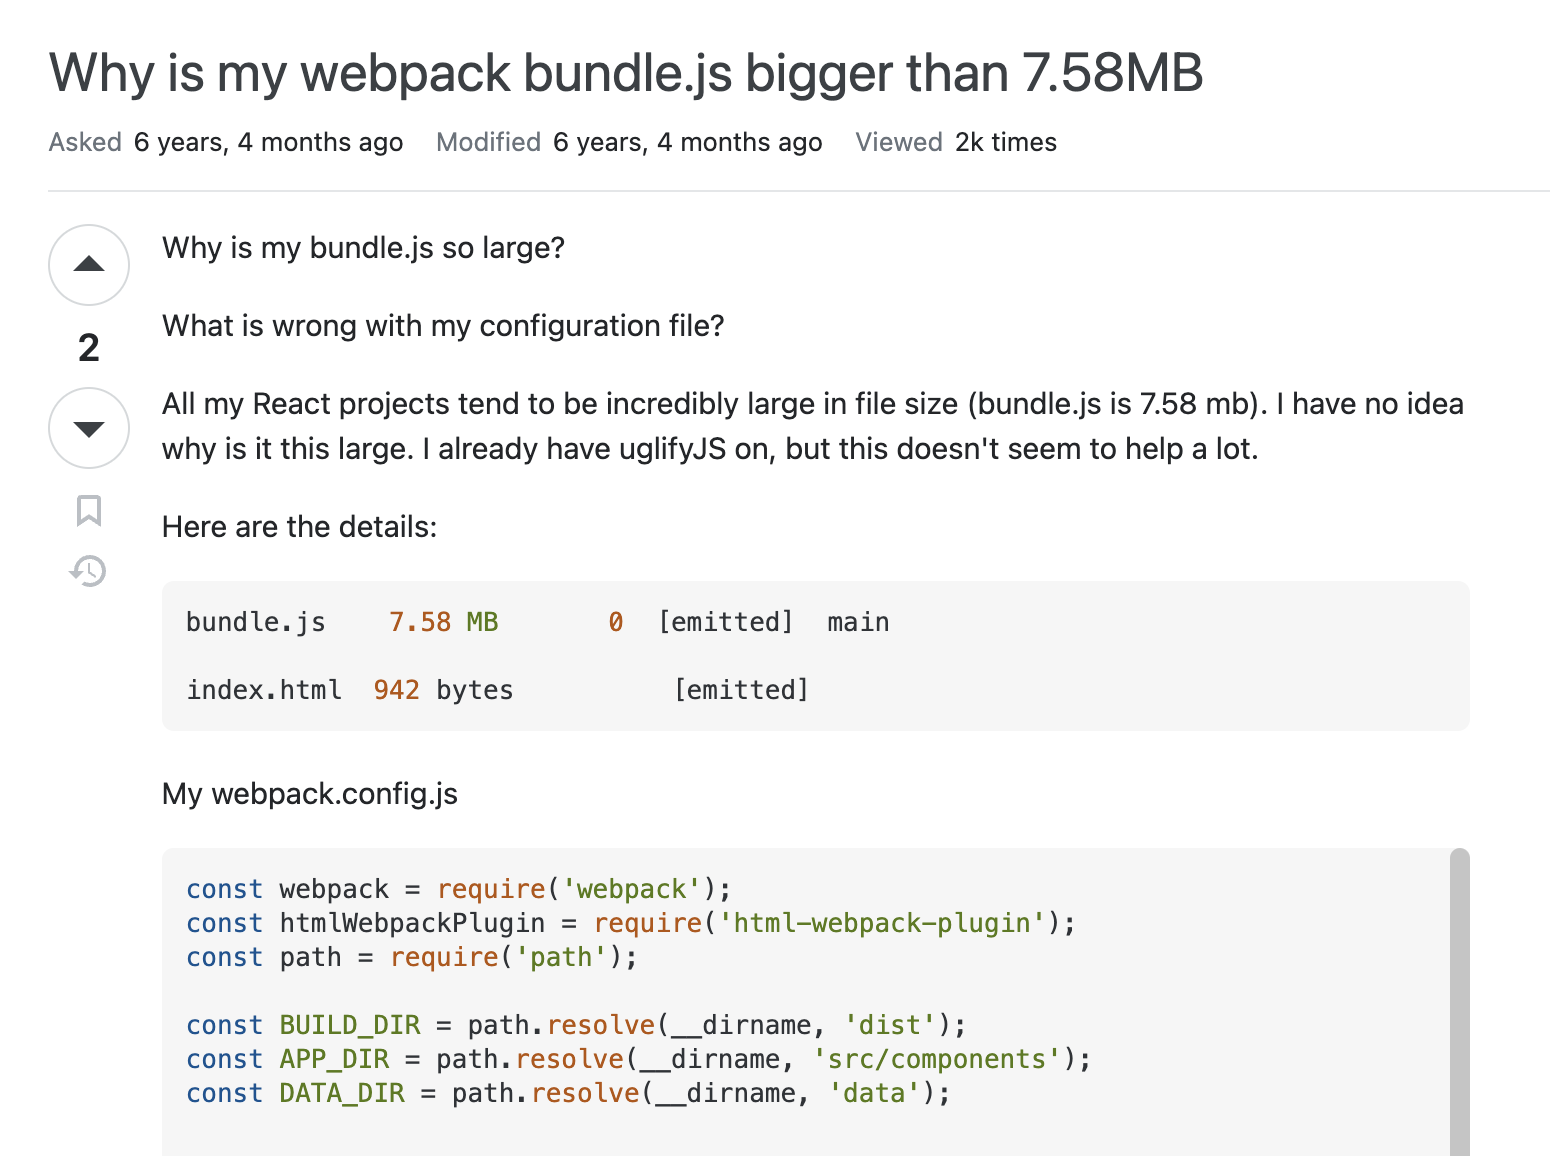 Why is my webpack bundle.js bigger than 7.58MB
Asked 6 years, 4 months ago Modified 6 years, 4 months ago Viewed 2k times
Why is my bundle.js so large?
What is wrong with my configuration file?
2
All my React projects tend to be incredibly large in file size (bundle.js is 7.58 mb). I have no idea
why is it this large. I already have uglifyJS on, but this doesn't seem to help a lot.
Here are the details:
bundle.js    7.58 MB       0  [emitted]  main
index.html  942 bytes          [emitted]
My webpack.config.js
const webpack = require('webpack');
const htmlWebpackPlugin = require('html-webpack-plugin');
const path = require('path');
const BUILD_DIR = path.resolve(__dirname, 'dist');
const APP_DIR = path.resolve(__dirname, 'src/components');
const DATA_DIR = path.resolve(__dirname, 'data');